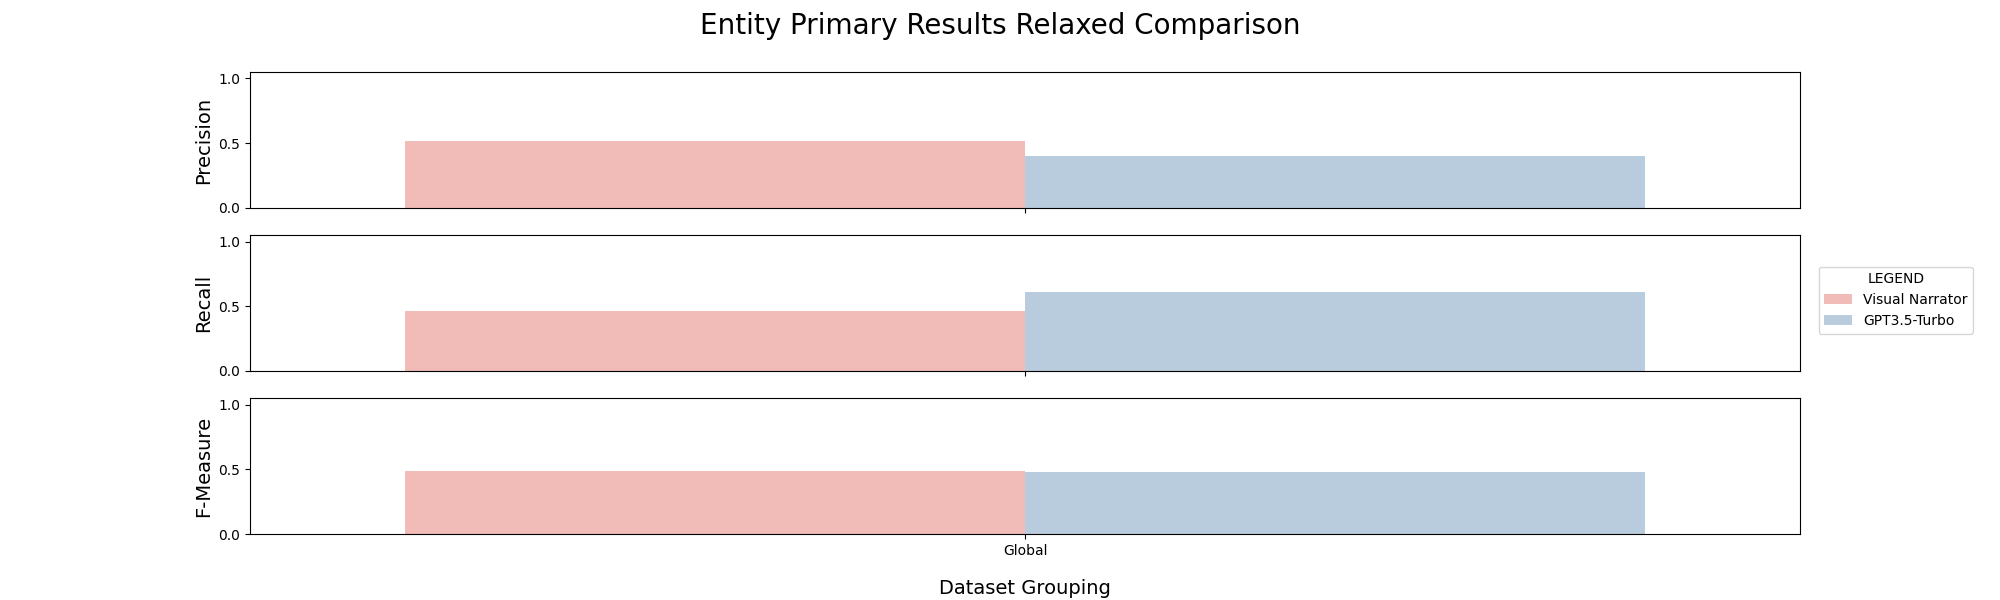 Entity Primary Results Relaxed Comparison
1.0
0.5
0.0
Precision
1.0
0.5
0.0
Recall
1.0
0.5
0.0
F-Measure
Global
Dataset Grouping
LEGEND
Visual Narrator
GPT3.5-Turbo